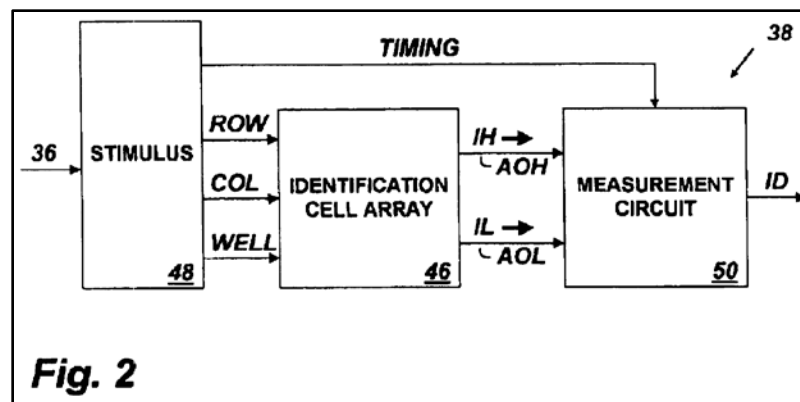 38
TIMING
36
STIMULUS
48
ROW
COL
WELL
IDENTIFICATION
CELL ARRAY
46
IH
AOH
IL
AOL
MEASUREMENT
CIRCUIT
50
ID
Fig. 2